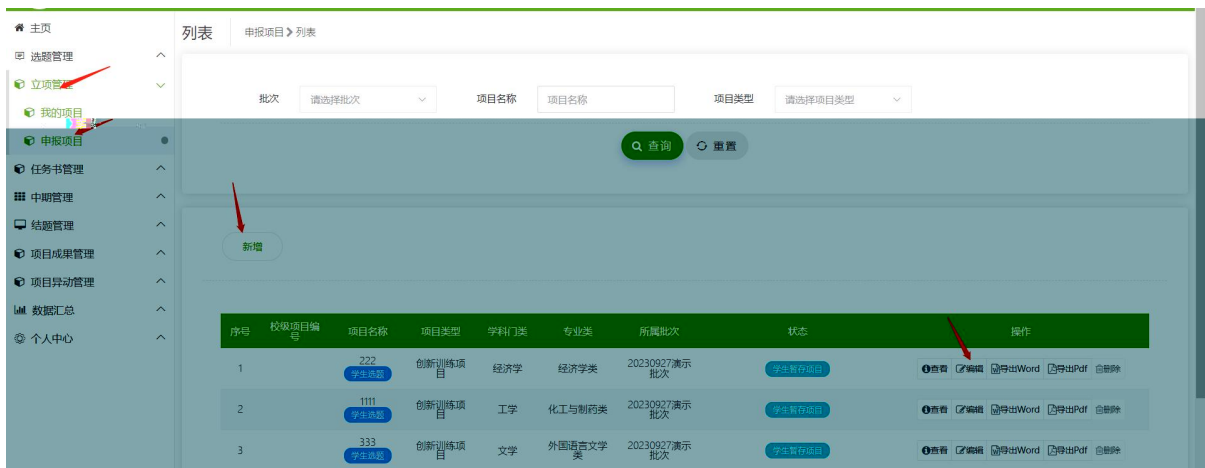 主页
选题管理
立项管理
我的项目
申报项目
任务书管理
中期管理
结题管理
项目成果管理
项目异动管理
数据汇总
个人中心
列表 申报项目 列表
批次 请选择批次 项目名称 项目名称 项目类型 请选择项目类型
查询 重置
新增
序号 校级项目编号 项目名称 项目类型 学科门类 专业类 所属批次 状态 操作
1 222 学生选题 创新训练项目 经济学 经济学类 20230927演示批次 学生暂存项目 查看 编辑 导出Word 导出Pdf 删除
2 1111 学生选题 创新训练项目 工学 化工与制药类 20230927演示批次 学生暂存项目 查看 编辑 导出Word 导出Pdf 删除
3 333 学生选题 创新训练项目 文学 外国语言文学类 20230927演示批次 学生暂存项目 查看 编辑 导出Word 导出Pdf 删除